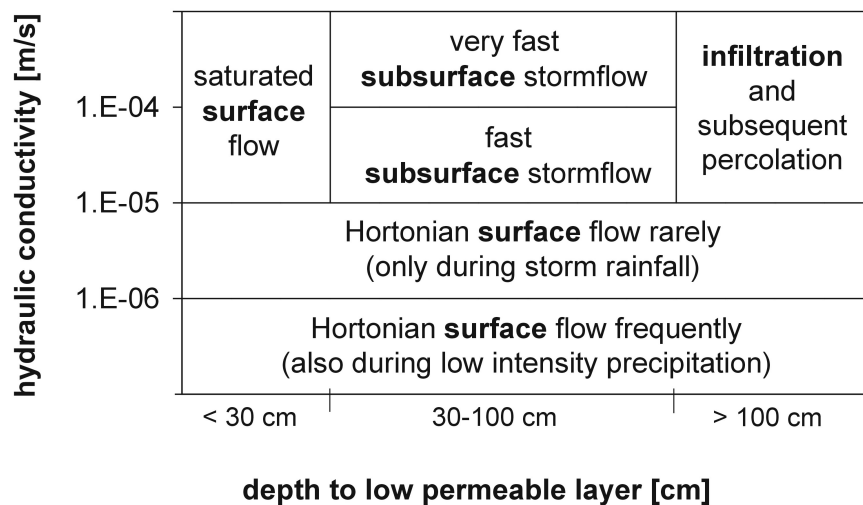 hydraulic conductivity [m/s]
1.E-04
1.E-05
1.E-06
saturated
surface
flow
very fast
subsurface stormflow
fast
subsurface stormflow
infiltration
and
subsequent
percolation
Hortonian surface flow rarely
(only during storm rainfall)
Hortonian surface flow frequently
(also during low intensity precipitation)
< 30 cm
30-100 cm
> 100 cm
depth to low permeable layer [cm]